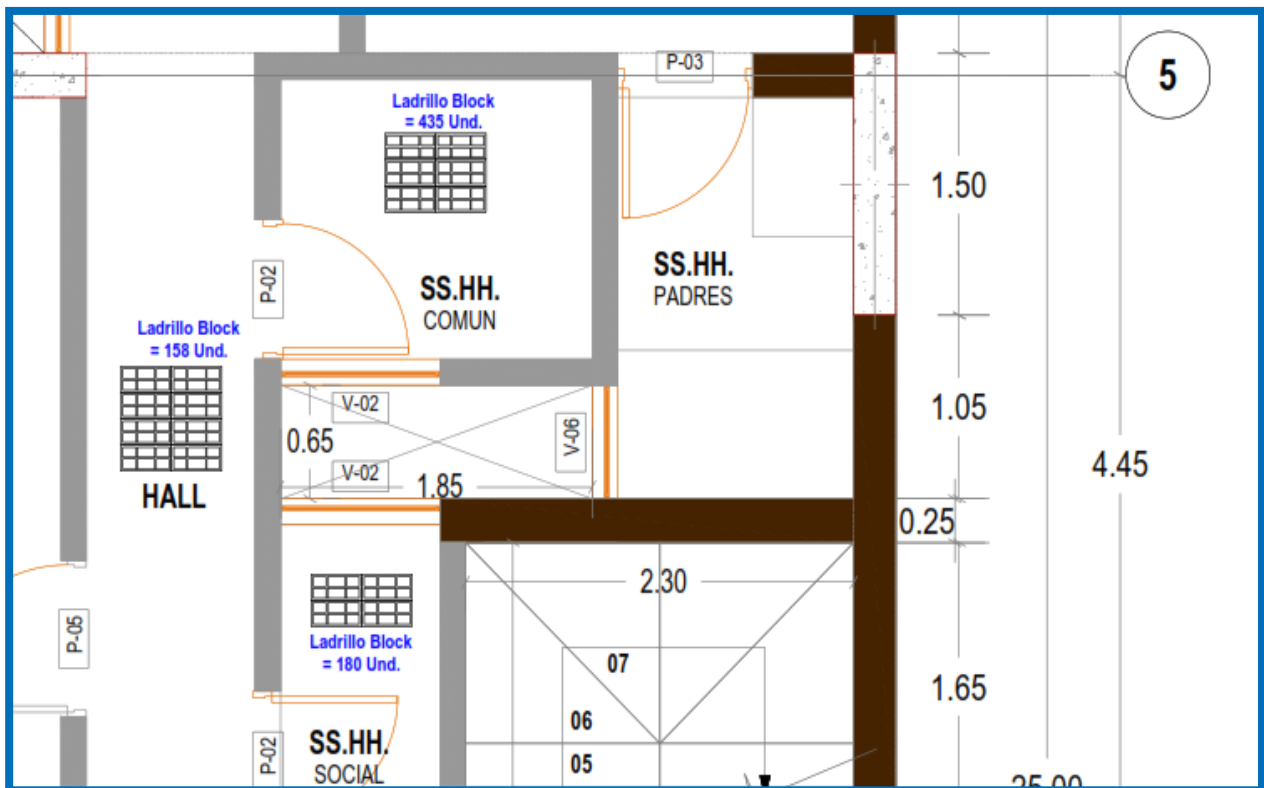 P-03
5
Ladrillo Block
= 435 Und.
1.50
P-02
SS.HH.
COMUN
SS.HH.
PADRES
Ladrillo Block
= 158 Und.
V-02
0.65
V-06
1.05
V-02
1.85
4.45
HALL
0.25
2.30
P-05
Ladrillo Block
= 180 Und.
07
1.65
06
P-02
SS.HH.
SOCIAL
05
25.00